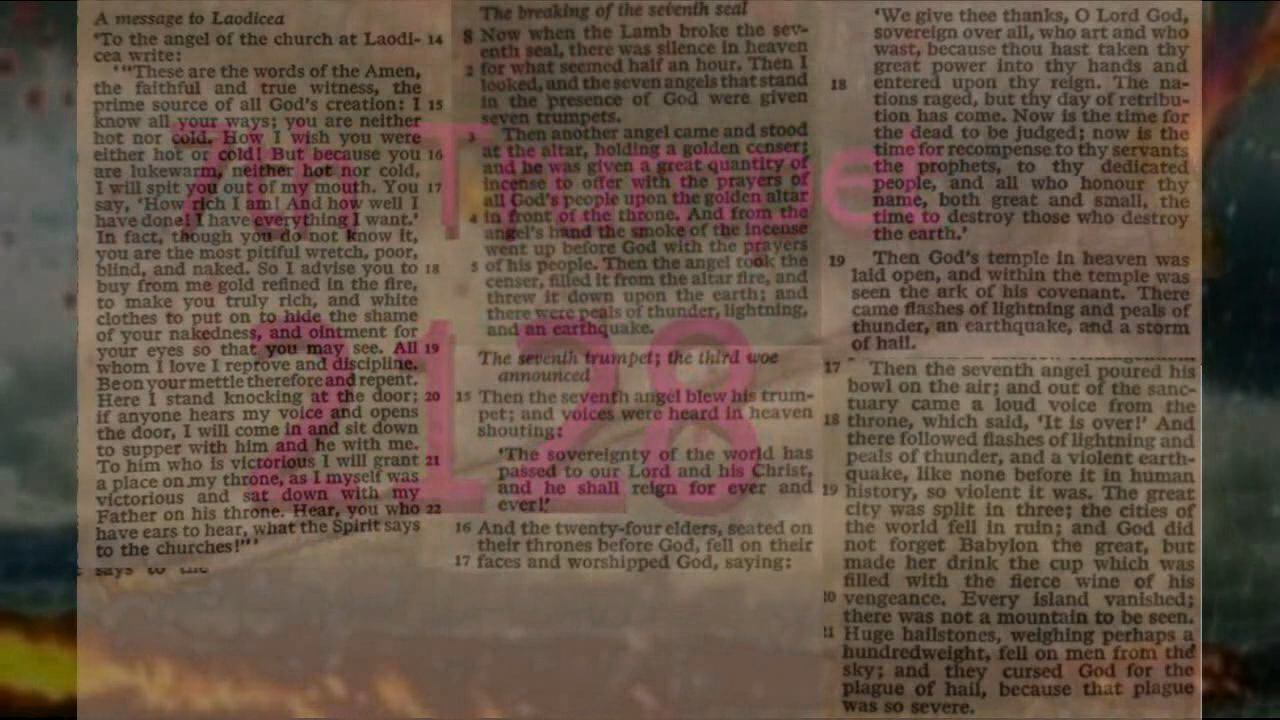 A message to Laodicea
'To the angel of the church at Laodi- 14
cea write:
'"These are the words of the Amen,
the faithful and true witness, the
prime source of all God's creation: I 15
know all your ways; you are neither
hot nor cold. How I wish you were
either hot or cold! But because you 16
are lukewarm, neither hot nor cold,
I will spit you out of my mouth. You 17
say, 'How rich I am! And how well I
have done! I have everything I want.'
In fact, though you do not know it,
you are the most pitiful wretch, poor,
blind, and naked. So I advise you to 18
buy from me gold refined in the fire,
to make you truly rich, and white
clothes to put on to hide the shame
of your nakedness, and ointment for
your eyes so that you may see. All 19
whom I love I reprove and discipline.
Be on your mettle therefore and repent.
Here I stand knocking at the door; 20
if anyone hears my voice and opens
the door, I will come in and sit down
to supper with him and he with me.
To him who is victorious I will grant 21
a place on my throne, as I myself was
victorious and sat down with my
Father on his throne. Hear, you who 22
have ears to hear, what the Spirit says
to the churches!"'
says to the
The breaking of the seventh seal
8 Now when the Lamb broke the sev-
enth seal, there was silence in heaven
2 for what seemed half an hour. Then I
looked, and the seven angels that stand
in the presence of God were given
seven trumpets.
3 Then another angel came and stood
at the altar, holding a golden censer;
and he was given a great quantity of
incense to offer with the prayers of
all God's people upon the golden altar
4 in front of the throne. And from the
angel's hand the smoke of the incense
went up before God with the prayers
5 of his people. Then the angel took the
censer, filled it from the altar fire, and
threw it down upon the earth; and
there were peals of thunder, lightning,
and an earthquake.
The seventh trumpet; the third woe
announced
15 Then the seventh angel blew his trum-
pet; and voices were heard in heaven
shouting:
'The sovereignty of the world has
passed to our Lord and his Christ,
and he shall reign for ever and
ever!'
16 And the twenty-four elders, seated on
their thrones before God, fell on their
17 faces and worshipped God, saying:
'We give thee thanks, O Lord God,
sovereign over all, who art and who
wast, because thou hast taken thy
great power into thy hands and
entered upon thy reign. The na-
18 tions raged, but thy day of retribu-
tion has come. Now is the time for
the dead to be judged; now is the
time for recompense to thy servants
the prophets, to thy dedicated
people, and all who honour thy
name, both great and small, the
time to destroy those who destroy
the earth.'
19 Then God's temple in heaven was
laid open, and within the temple was
seen the ark of his covenant. There
came flashes of lightning and peals of
thunder, an earthquake, and a storm
of hail.
17 Then the seventh angel poured his
bowl on the air; and out of the sanc-
tuary came a loud voice from the
18 throne, which said, 'It is over!' And
there followed flashes of lightning and
peals of thunder, and a violent earth-
quake, like none before it in human
19 history, so violent it was. The great
city was split in three; the cities of
the world fell in ruin; and God did
not forget Babylon the great, but
made her drink the cup which was
filled with the fierce wine of his
20 vengeance. Every island vanished;
there was not a mountain to be seen.
21 Huge hailstones, weighing perhaps a
hundredweight, fell on men from the
sky; and they cursed God for the
plague of hail, because that plague
was so severe.
128